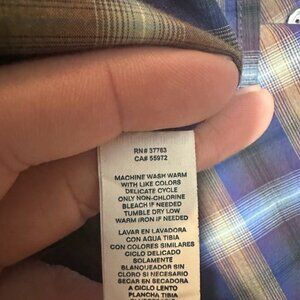 RN# 37763
CA# 55972
MACHINE WASH WARM
WITH LIKE COLORS
DELICATE CYCLE
ONLY NON-CHLORINE
BLEACH IF NEEDED
TUMBLE DRY LOW
WARM IRON IF NEEDED
LAVAR EN LAVADORA
CON AGUA TIBIA
CON COLORES SIMILARES
CICLO DELICADO
SOLAMENTE
BLANQUEADOR SIN
CLORO SI ES NECESARIO
SECAR EN SECADORA
A CICLO LENTO
PLANCHA TIBIA